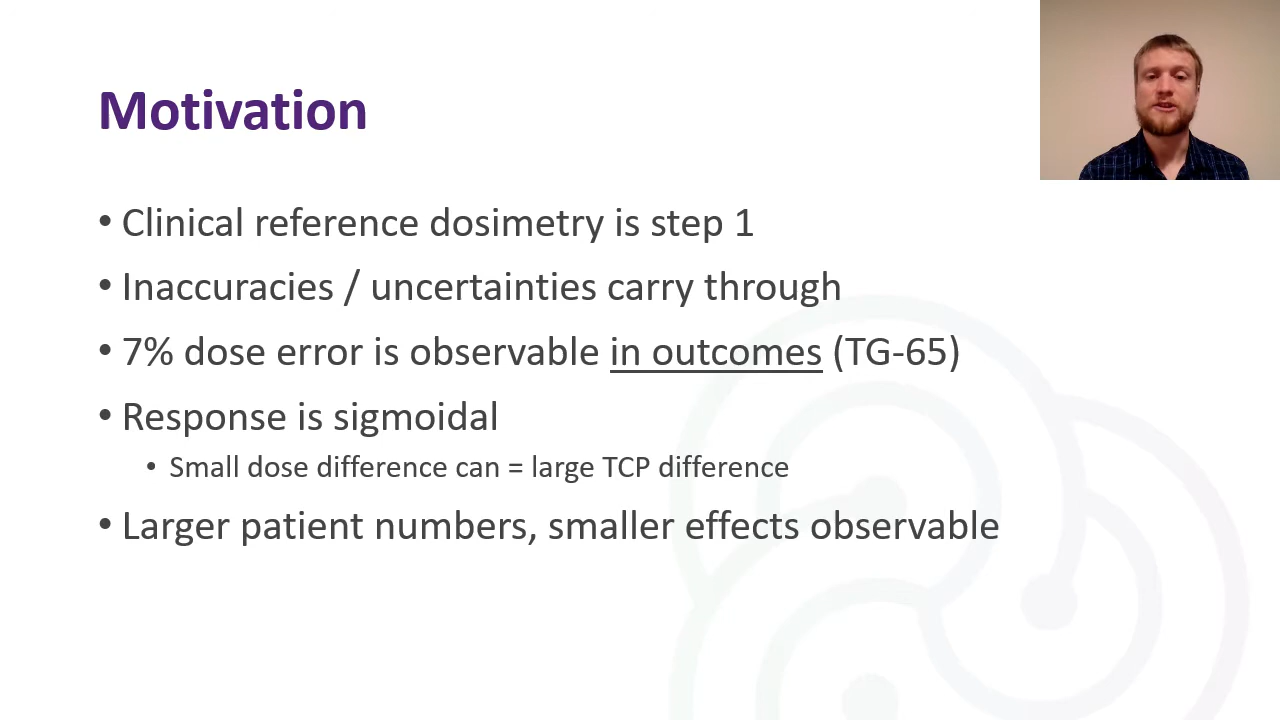 Motivation
• Clinical reference dosimetry is step 1
• Inaccuracies / uncertainties carry through
• 7% dose error is observable in outcomes (TG-65)
• Response is sigmoidal
• Small dose difference can = large TCP difference
• Larger patient numbers, smaller effects observable